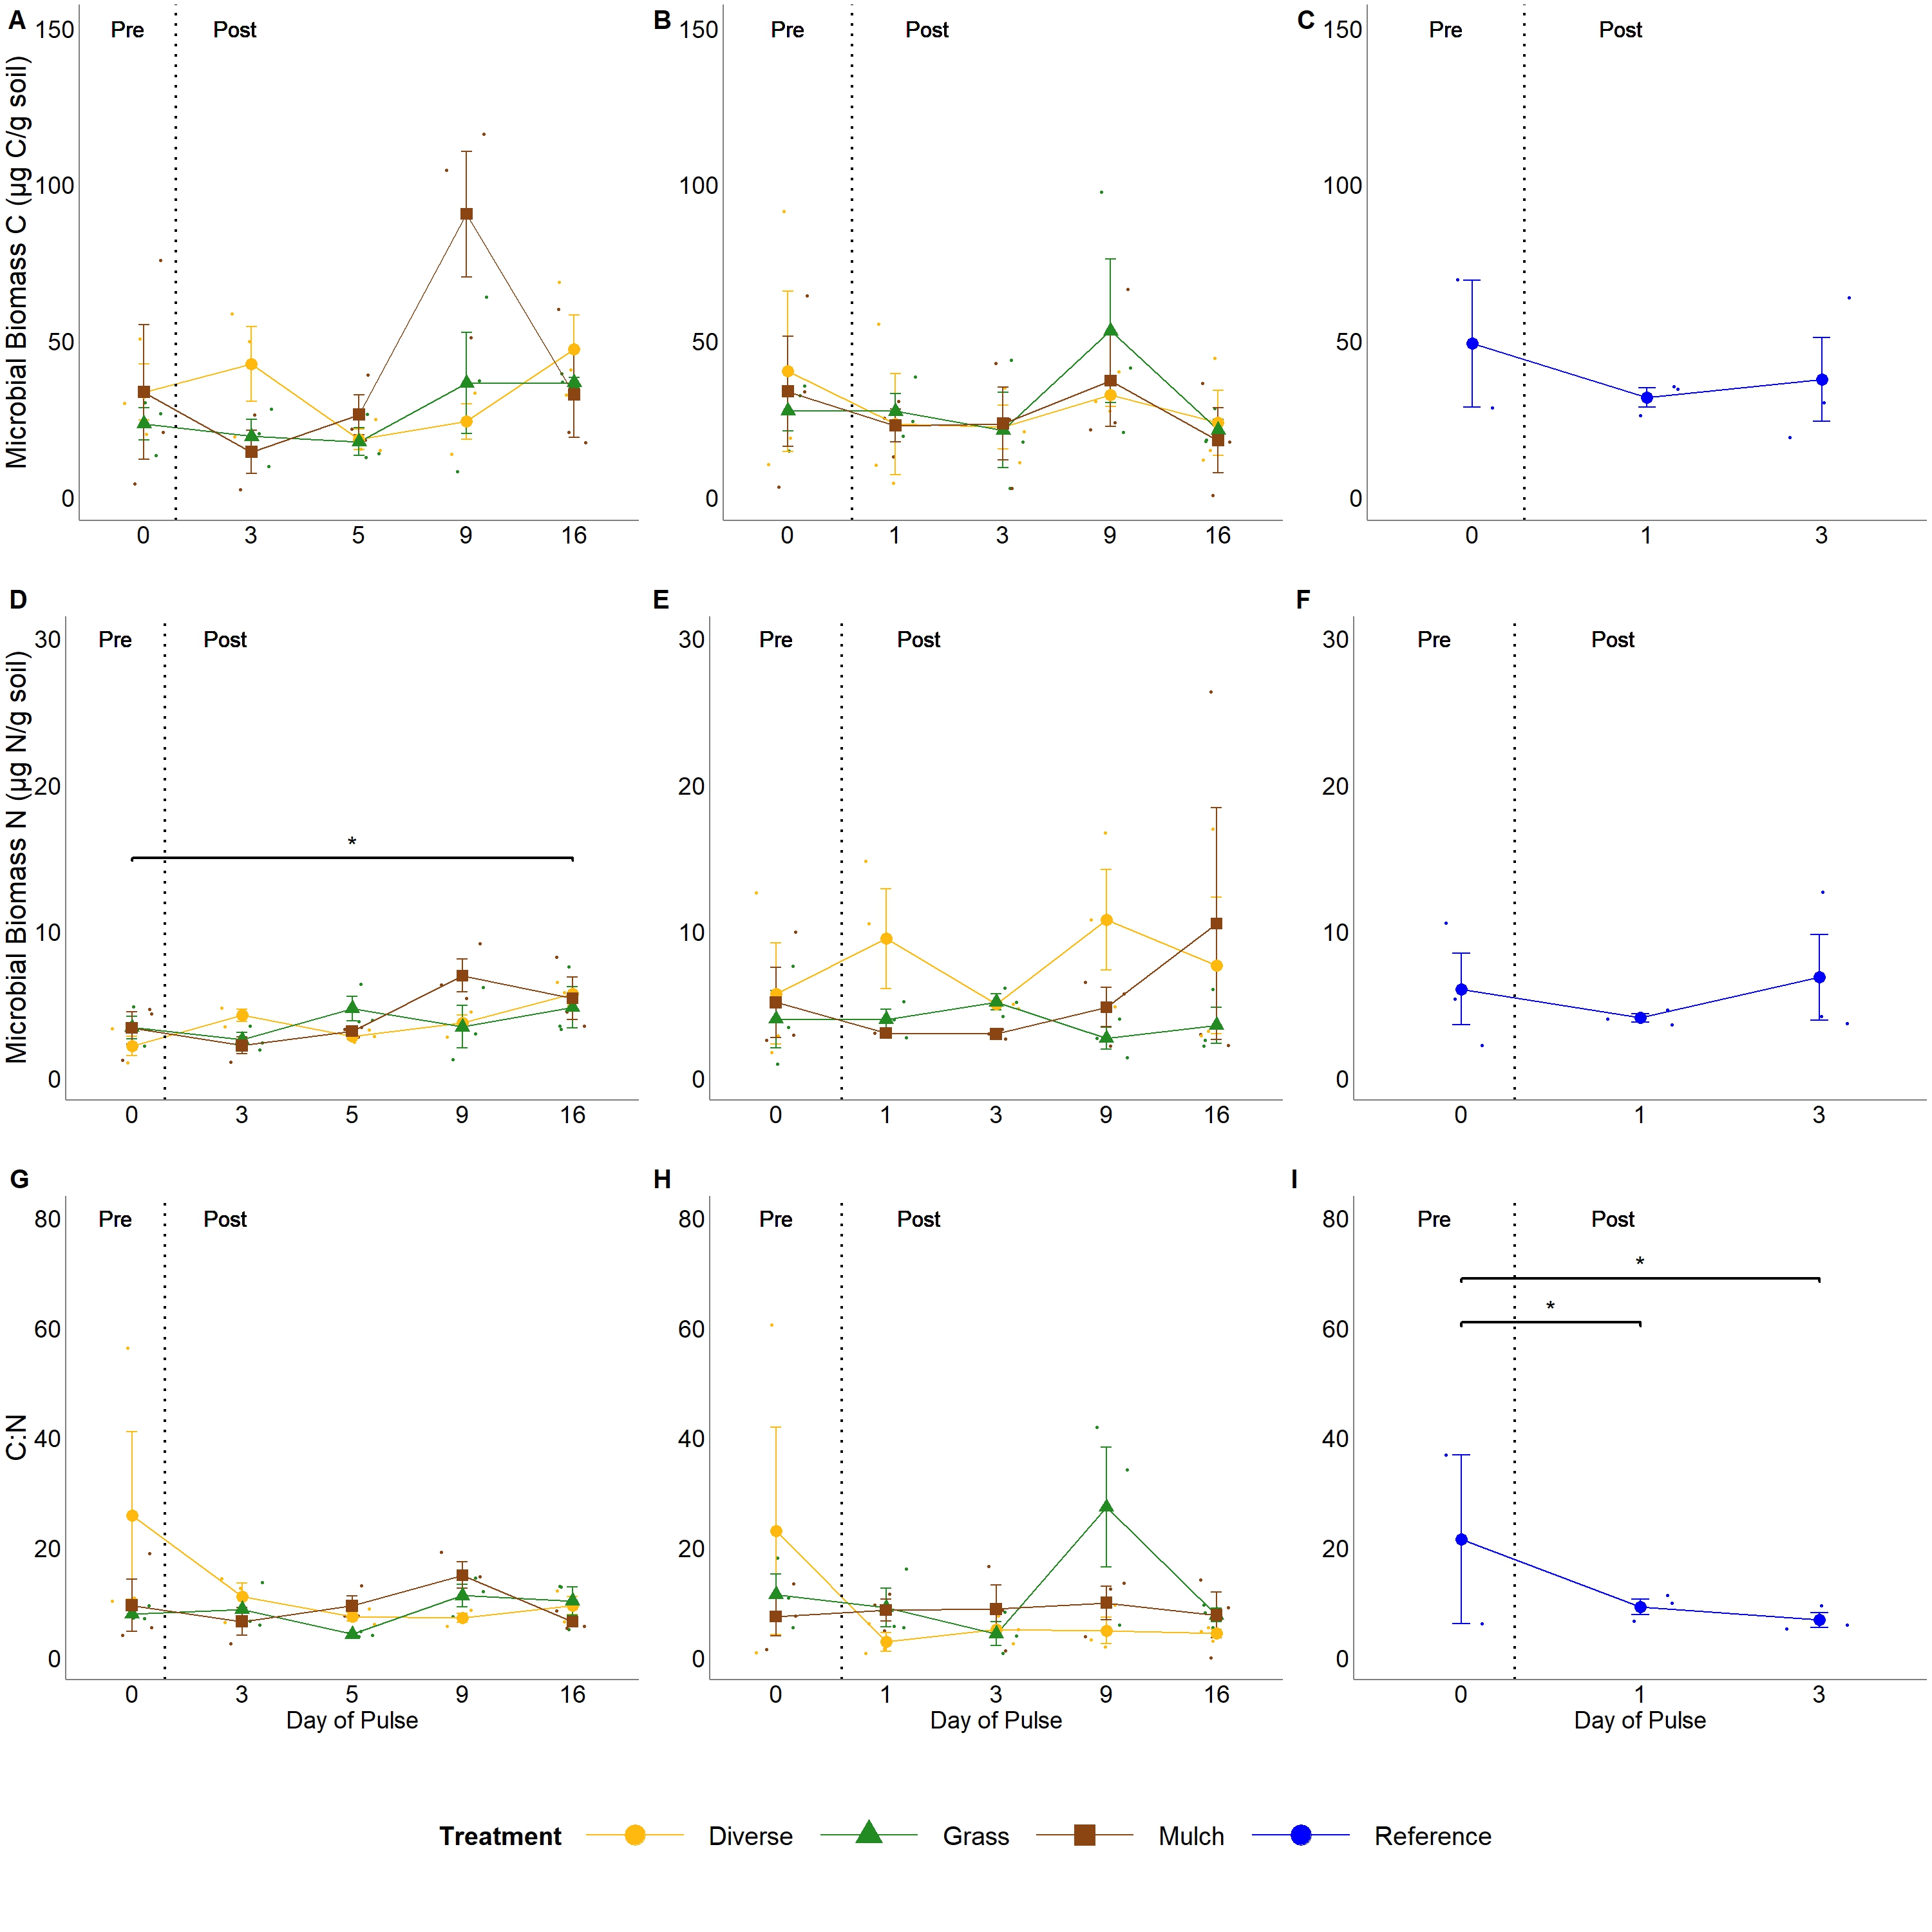 A 150 Pre Post
B 150 Pre Post
C 150 Pre Post
Microbial Biomass C (µg C/g soil)
100 100 100
50 50 50
0 0 0
0 3 5 9 16
0 1 3 9 16
0 1 3
D E F
30 Pre Post
30 Pre Post
30 Pre Post
Microbial Biomass N (µg N/g soil)
20 20 20
*
10 10 10
0 0 0
0 3 5 9 16
0 1 3 9 16
0 1 3
G H I
80 Pre Post
80 Pre Post
80 Pre Post
*
*
60 60 60
C:N
40 40 40
20 20 20
0 0 0
0 3 5 9 16
0 1 3 9 16
0 1 3
Day of Pulse
Day of Pulse
Day of Pulse
Treatment Diverse Grass Mulch Reference